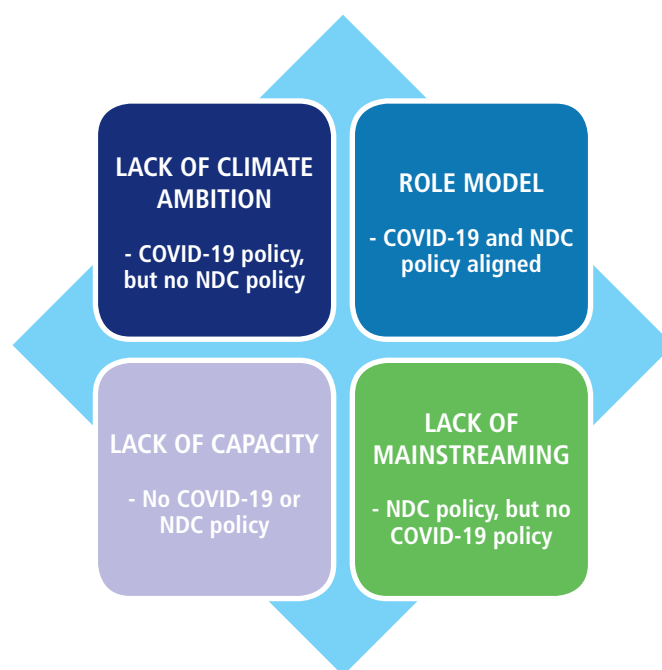 LACK OF CLIMATE
AMBITION
- COVID-19 policy,
but no NDC policy
ROLE MODEL
- COVID-19 and NDC
policy aligned
LACK OF CAPACITY
- No COVID-19 or
NDC policy
LACK OF
MAINSTREAMING
- NDC policy, but no
COVID-19 policy